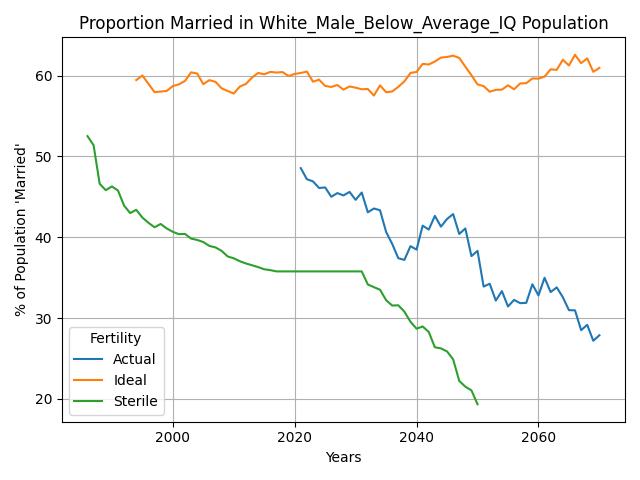 Proportion Married in White_Male_Below_Average_IQ Population
% of Population 'Married'
60
50
40
30
20
Fertility
Actual
Ideal
Sterile
2000
2020
2040
2060
Years